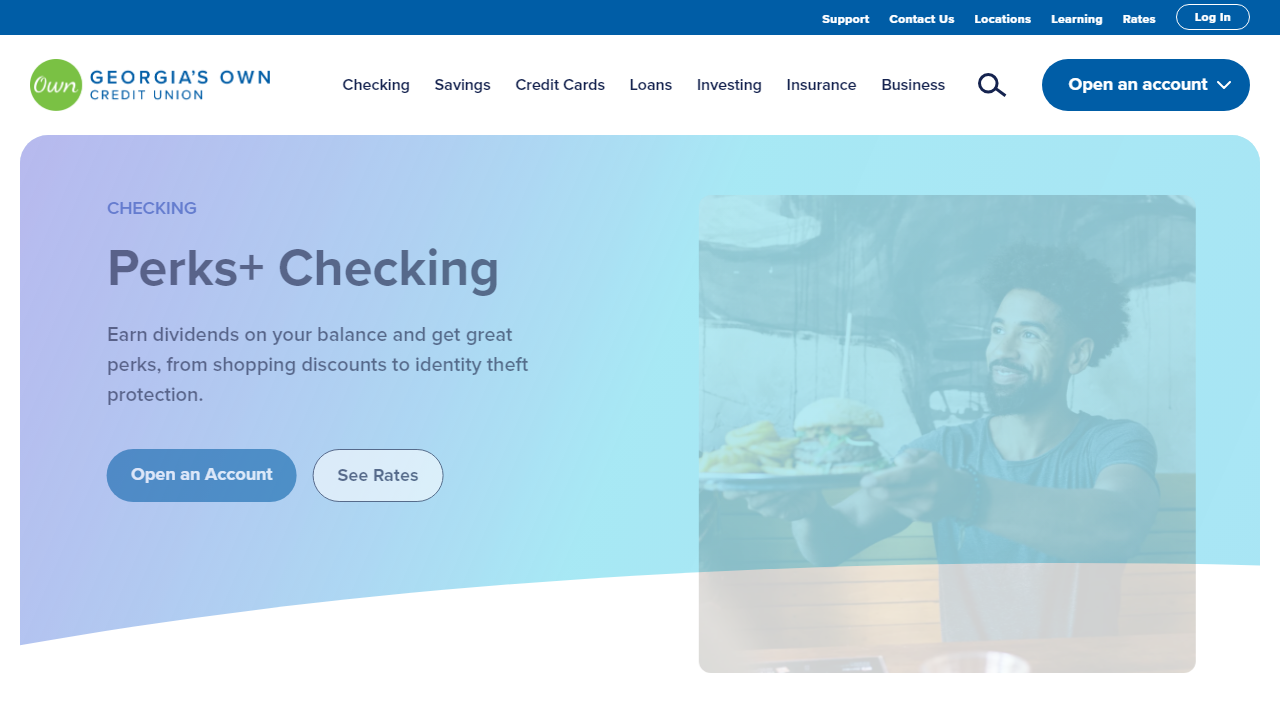 Support Contact Us Locations Learning Rates Log In
Own GEORGIA'S OWN
CREDIT UNION
Checking Savings Credit Cards Loans Investing Insurance Business
Open an account
CHECKING
Perks+ Checking
Earn dividends on your balance and get great
perks, from shopping discounts to identity theft
protection.
Open an Account See Rates